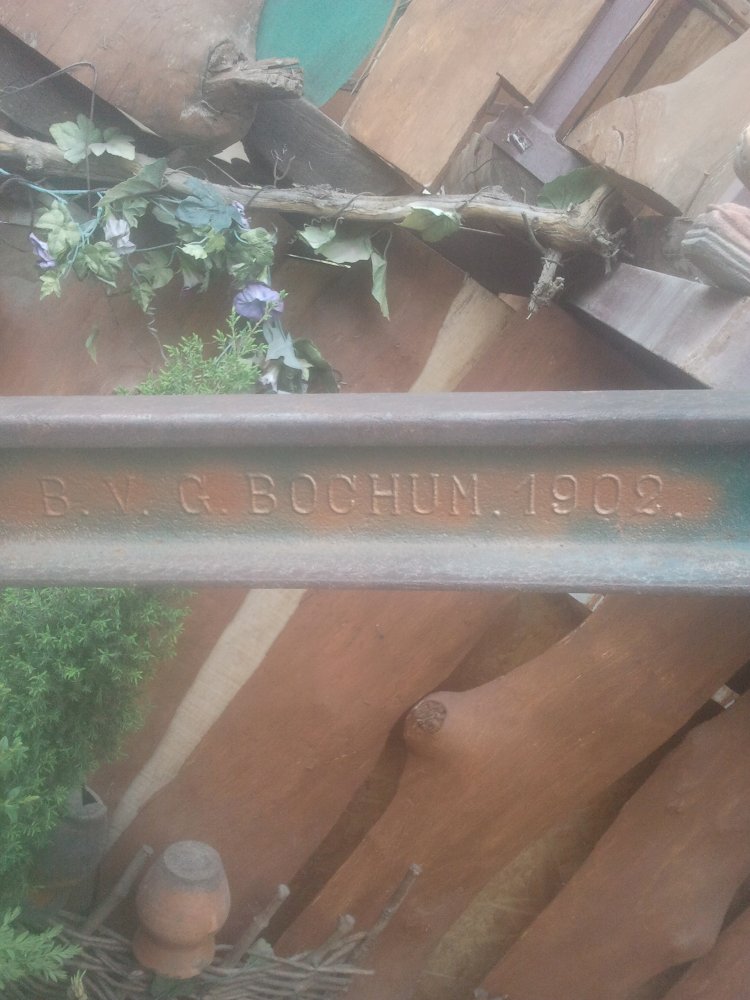 B. V. G. BOCHUM. 1902.